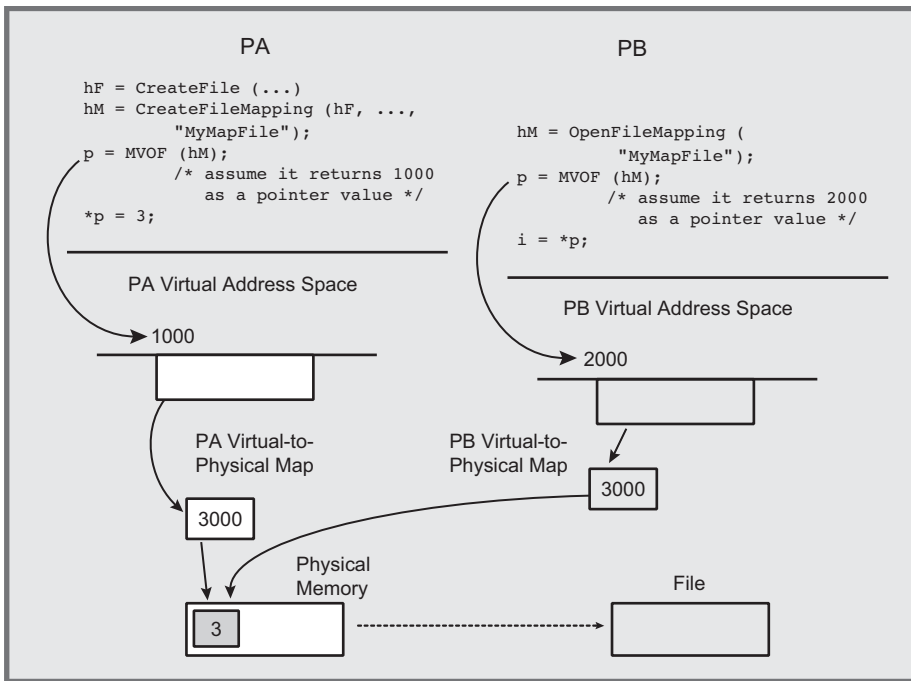 PA
hF = CreateFile (...)
hM = CreateFileMapping (hF, ...,
"MyMapFile");
p = MVOF (hM);
/* assume it returns 1000
as a pointer value */
*p = 3;
PA Virtual Address Space
1000
PB
hM = OpenFileMapping (
"MyMapFile");
p = MVOF (hM);
/* assume it returns 2000
as a pointer value */
i = *p;
PB Virtual Address Space
2000
PA Virtual-to-
Physical Map
3000
PB Virtual-to-
Physical Map
3000
Physical
Memory
3
File